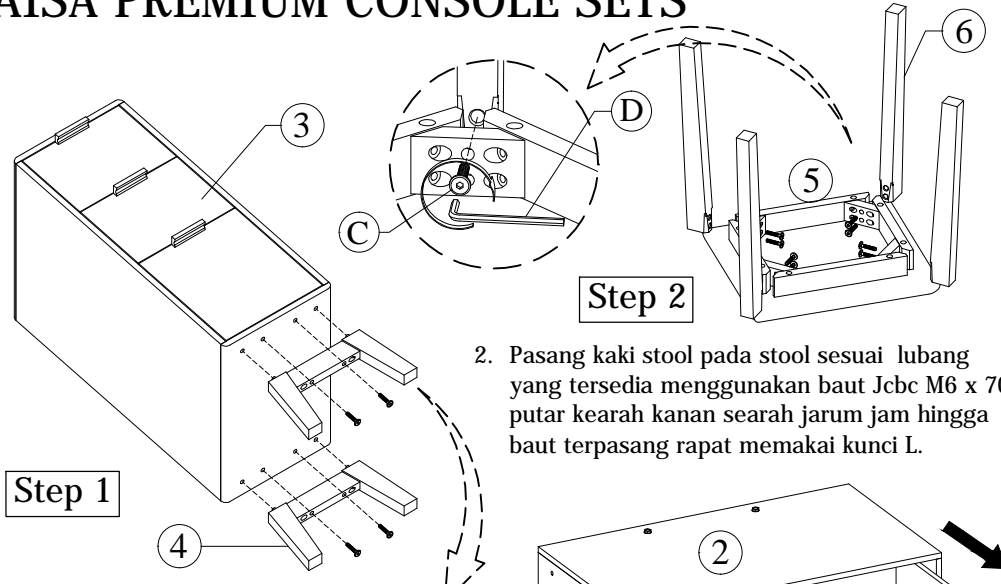 AISA PREMIUM CONSOLE SETS
6
3
D
5
C
Step 2
2. Pasang kaki stool pada stool sesuai lubang
yang tersedia menggunakan baut Jcbc M6 x 70
putar kearah kanan searah jarum jam hingga
baut terpasang rapat memakai kunci L.
Step 1
4
2